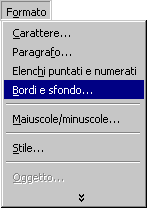 Formato
Carattere...
Paragrafo...
Elenchi puntati e numerati
Bordi e sfondo...
Maiuscole/minuscole...
Stile...
Oggetto...